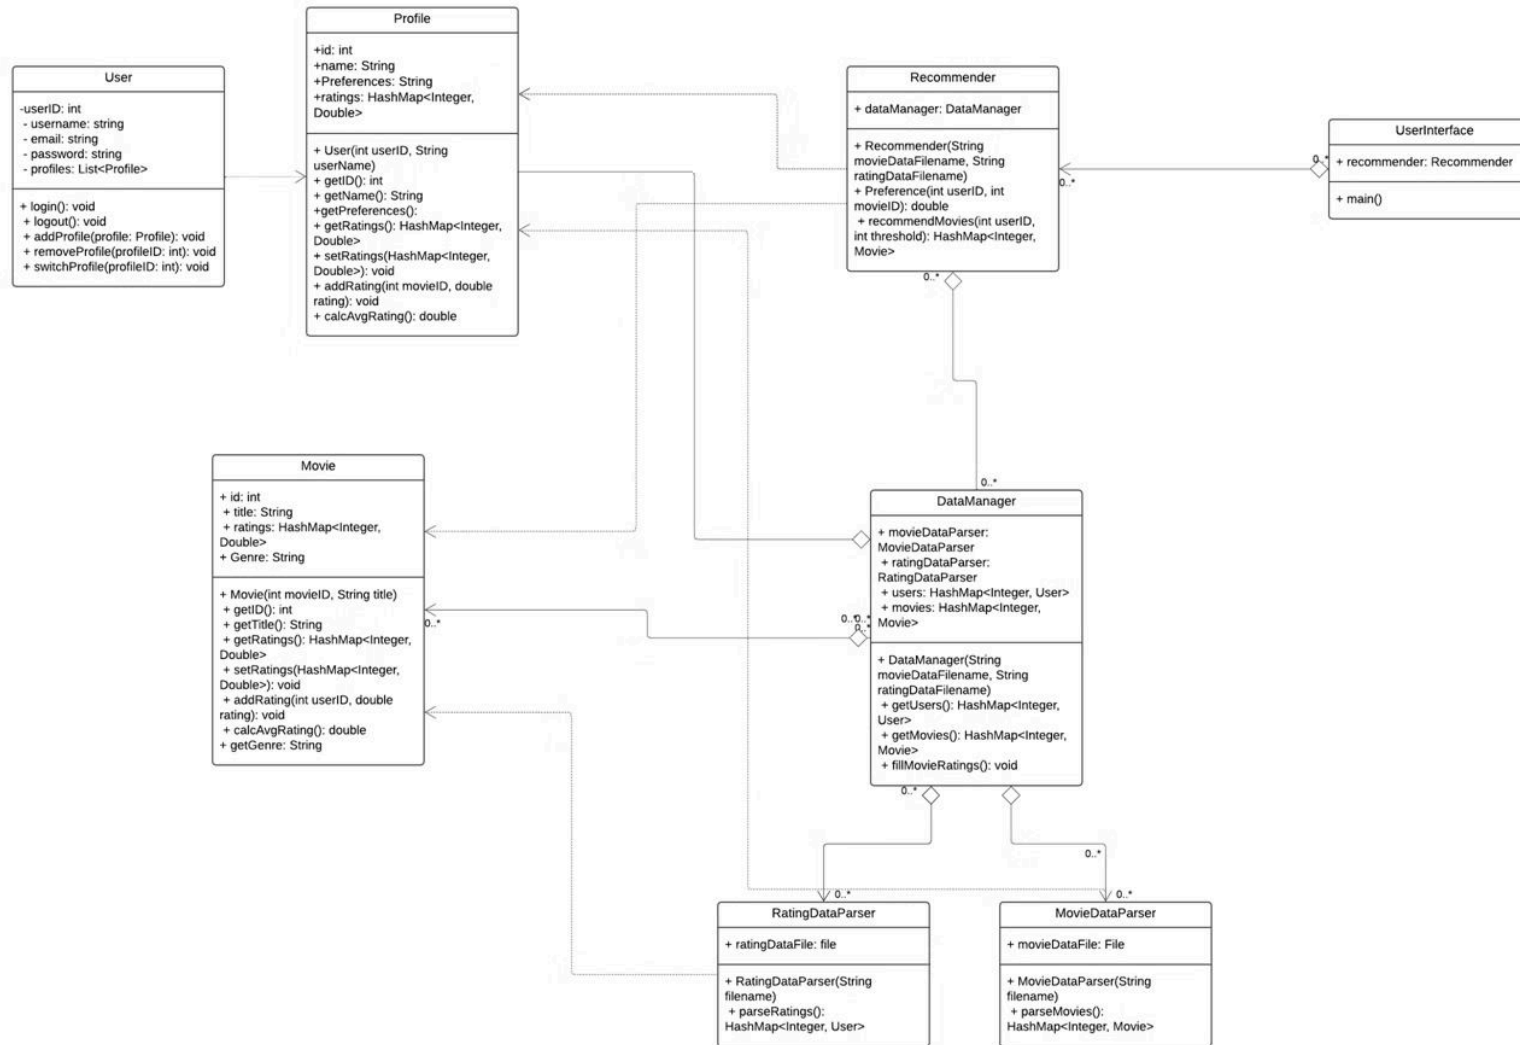 User
-userID: int
- username: string
- email: string
- password: string
- profiles: List<Profile>
+ login(): void
+ logout(): void
+ addProfile(profile: Profile): void
+ removeProfile(profileID: int): void
+ switchProfile(profileID: int): void
Profile
+id: int
+name: String
+Preferences: String
+ratings: HashMap<Integer,
Double>
+ User(int userID, String
userName)
+ getID(): int
+ getName(): String
+getPreferences():
+ getRatings(): HashMap<Integer,
Double>
+ setRatings(HashMap<Integer,
Double>): void
+ addRating(int movieID, double
rating): void
+ calcAvgRating(): double
Recommender
+ dataManager: DataManager
+ Recommender(String
movieDataFilename, String
ratingDataFilename)
+ Preference(int userID, int
movieID): double
+ recommendMovies(int userID,
int threshold): HashMap<Integer,
Movie>
0..*
0..*
0..*
UserInterface
+ recommender: Recommender
+ main()
Movie
+ id: int
+ title: String
+ ratings: HashMap<Integer,
Double>
+ Genre: String
+ Movie(int movieID, String title)
+ getID(): int
+ getTitle(): String
+ getRatings(): HashMap<Integer,
Double>
+ setRatings(HashMap<Integer,
Double>): void
+ addRating(int userID, double
rating): void
+ calcAvgRating(): double
+ getGenre: String
0..*
0..*
DataManager
+ movieDataParser:
MovieDataParser
+ ratingDataParser:
RatingDataParser
+ users: HashMap<Integer, User>
+ movies: HashMap<Integer,
Movie>
0..*
0..*
0..*
+ DataManager(String
movieDataFilename, String
ratingDataFilename)
+ getUsers(): HashMap<Integer,
User>
+ getMovies(): HashMap<Integer,
Movie>
+ fillMovieRatings(): void
0..*
0..*
0..*
0..*
RatingDataParser
+ ratingDataFile: file
+ RatingDataParser(String
filename)
+ parseRatings():
HashMap<Integer, User>
MovieDataParser
+ movieDataFile: File
+ MovieDataParser(String
filename)
+ parseMovies():
HashMap<Integer, Movie>